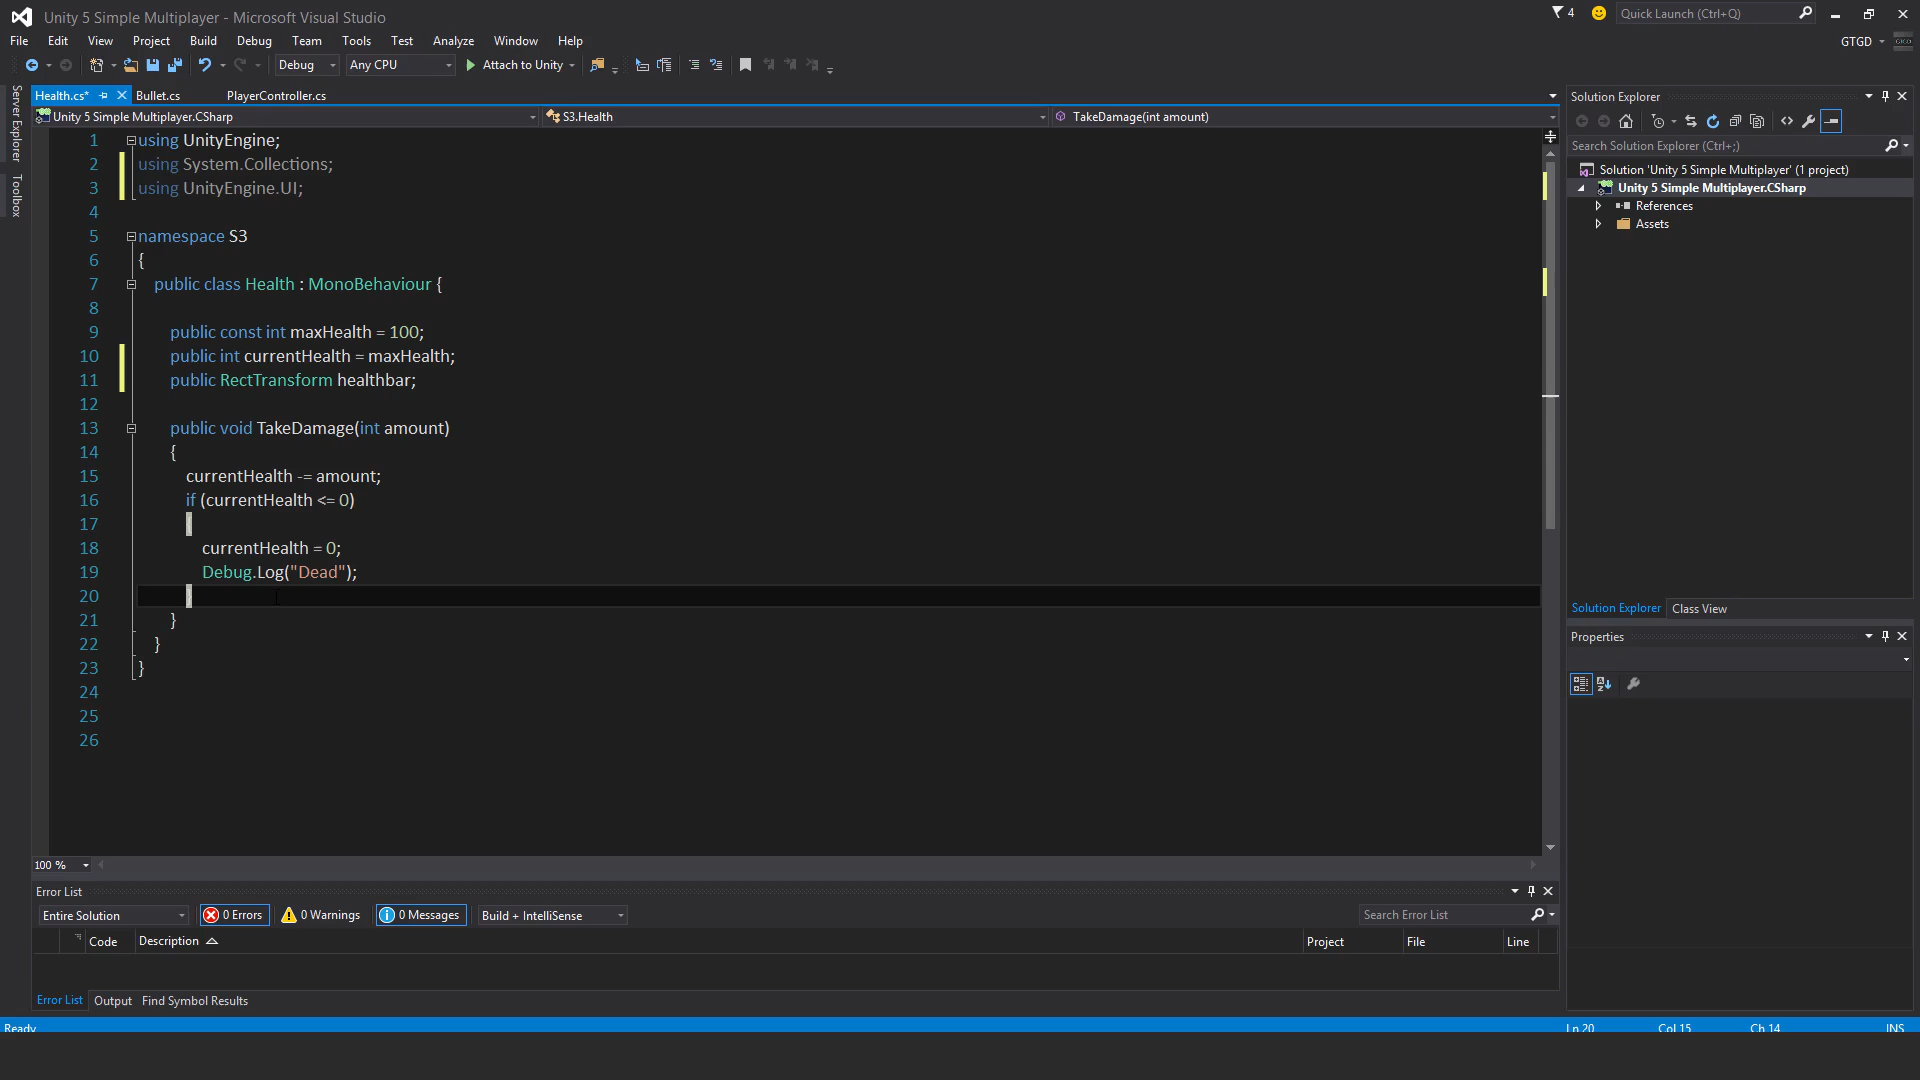 Unity 5 Simple Multiplayer - Microsoft Visual Studio
4
Quick Launch (Ctrl+Q)
File Edit View Project Build Debug Team Tools Test Analyze Window Help
GTGD
Debug Any CPU Attach to Unity
Server Explorer
Toolbox
Health.cs* Bullet.cs PlayerController.cs
Unity 5 Simple Multiplayer.CSharp S3.Health TakeDamage(int amount)
1 using UnityEngine;
2 using System.Collections;
3 using UnityEngine.UI;
4
5 namespace S3
6 {
7 public class Health : MonoBehaviour {
8
9 public const int maxHealth = 100;
10 public int currentHealth = maxHealth;
11 public RectTransform healthbar;
12
13 public void TakeDamage(int amount)
14 {
15 currentHealth -= amount;
16 if (currentHealth <= 0)
17 {
18 currentHealth = 0;
19 Debug.Log("Dead");
20 }
21 }
22 }
23 }
24
25
26
100 %
Solution Explorer
Search Solution Explorer (Ctrl+;)
Solution 'Unity 5 Simple Multiplayer' (1 project)
Unity 5 Simple Multiplayer.CSharp
References
Assets
Solution Explorer Class View
Properties
Error List
Entire Solution 0 Errors 0 Warnings 0 Messages Build + IntelliSense Search Error List
Code Description Project File Line
Error List Output Find Symbol Results
Ready Ln 20 Col 15 Ch 14 INS